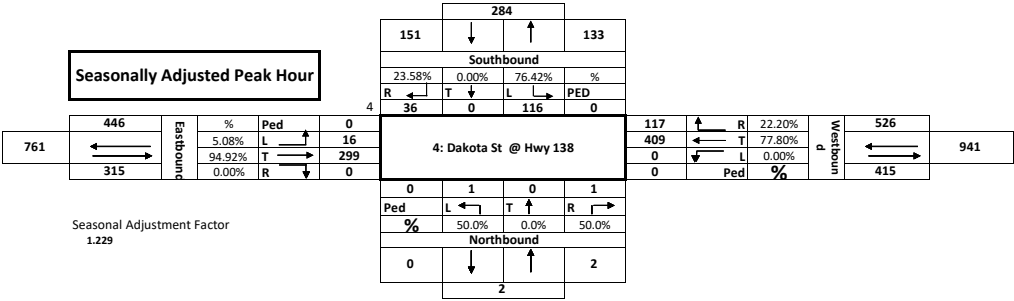 284
151 133
Southbound
Seasonally Adjusted Peak Hour
23.58% 0.00% 76.42% %
R T L PED
4 36 0 116 0
446 Eastbound % Ped 0 117 R 22.20% Westboun
d 526
761 5.08% L 16 4: Dakota St @ Hwy 138 409 T 77.80% 941
94.92% T 299 0 L 0.00%
315 0.00% R 0 0 Ped % 415
0 1 0 1
Ped L T R
Seasonal Adjustment Factor % 50.0% 0.0% 50.0%
1.229 Northbound
0 2
2